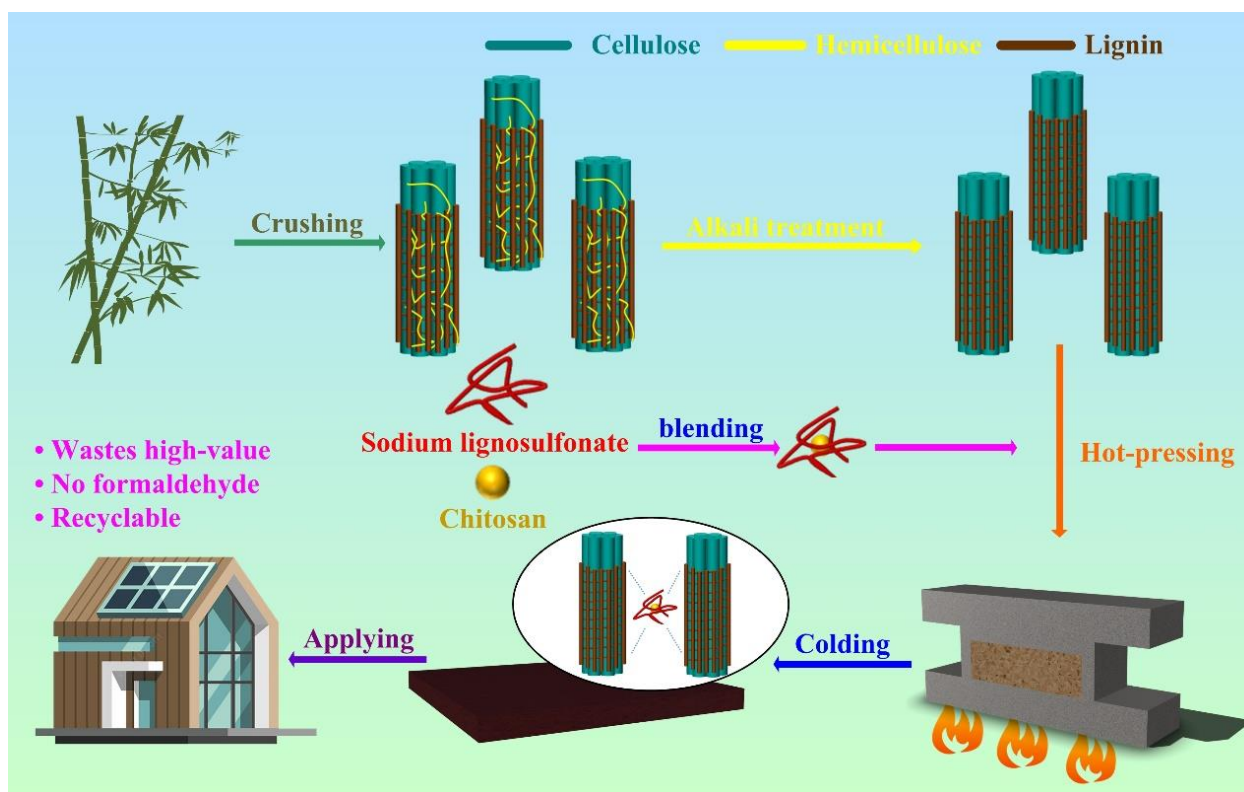 Cellulose
Hemicellulose
Lignin
Crushing
Alkali treatment
Sodium lignosulfonate
blending
Chitosan
Hot-pressing
• Wastes high-value
• No formaldehyde
• Recyclable
Applying
Colding